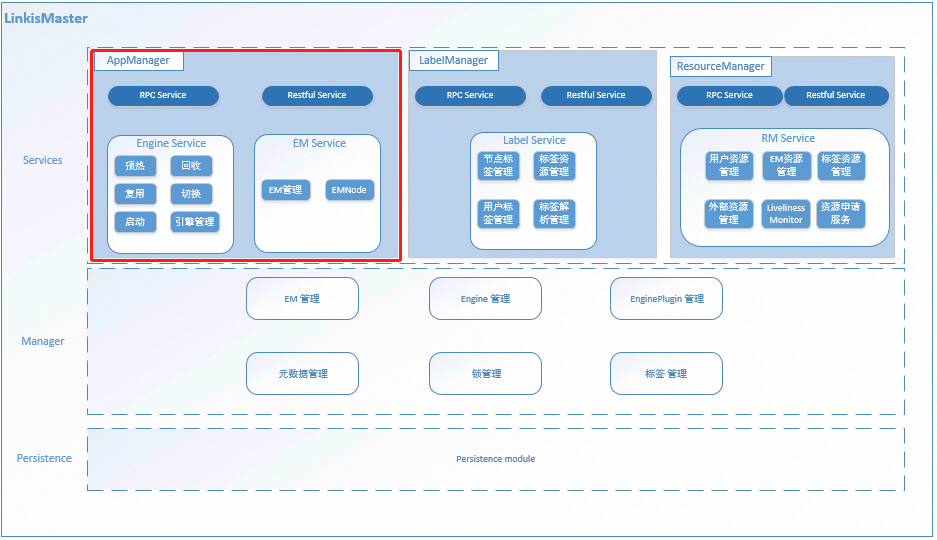 LinkisMaster
Services
AppManager
RPC Service
Restful Service
Engine Service
预热
回收
复用
切换
启动
引擎管理
EM Service
EM管理
EMNode
LabelManager
RPC Service
Restful Service
Label Service
节点标
签管理
标签资
源管理
用户标
签管理
标签解
析管理
ResourceManager
RPC Service
Restful Service
RM Service
用户资源
管理
EM资源
管理
标签资源
管理
外部资源
管理
Liveliness
Monitor
资源申请
服务
Manager
EM 管理
Engine 管理
EnginePlugin 管理
元数据管理
锁管理
标签 管理
Persistence
Persistence module